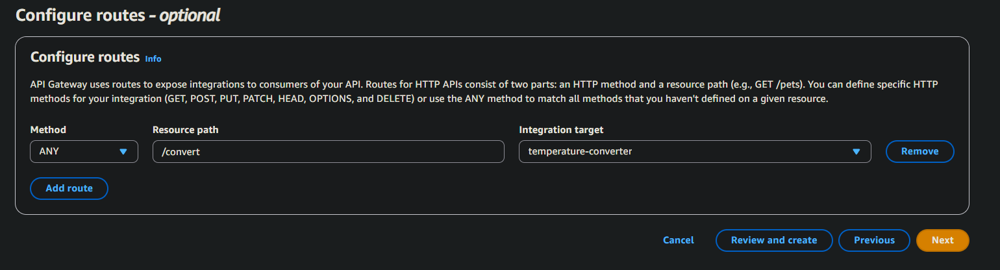 Configure routes - optional
Configure routes Info
API Gateway uses routes to expose integrations to consumers of your API. Routes for HTTP APIs consist of two parts: an HTTP method and a resource path (e.g., GET /pets). You can define specific HTTP
methods for your integration (GET, POST, PUT, PATCH, HEAD, OPTIONS, and DELETE) or use the ANY method to match all methods that you haven't defined on a given resource.
Method Resource path Integration target
ANY /convert temperature-converter Remove
Add route
Cancel Review and create Previous Next